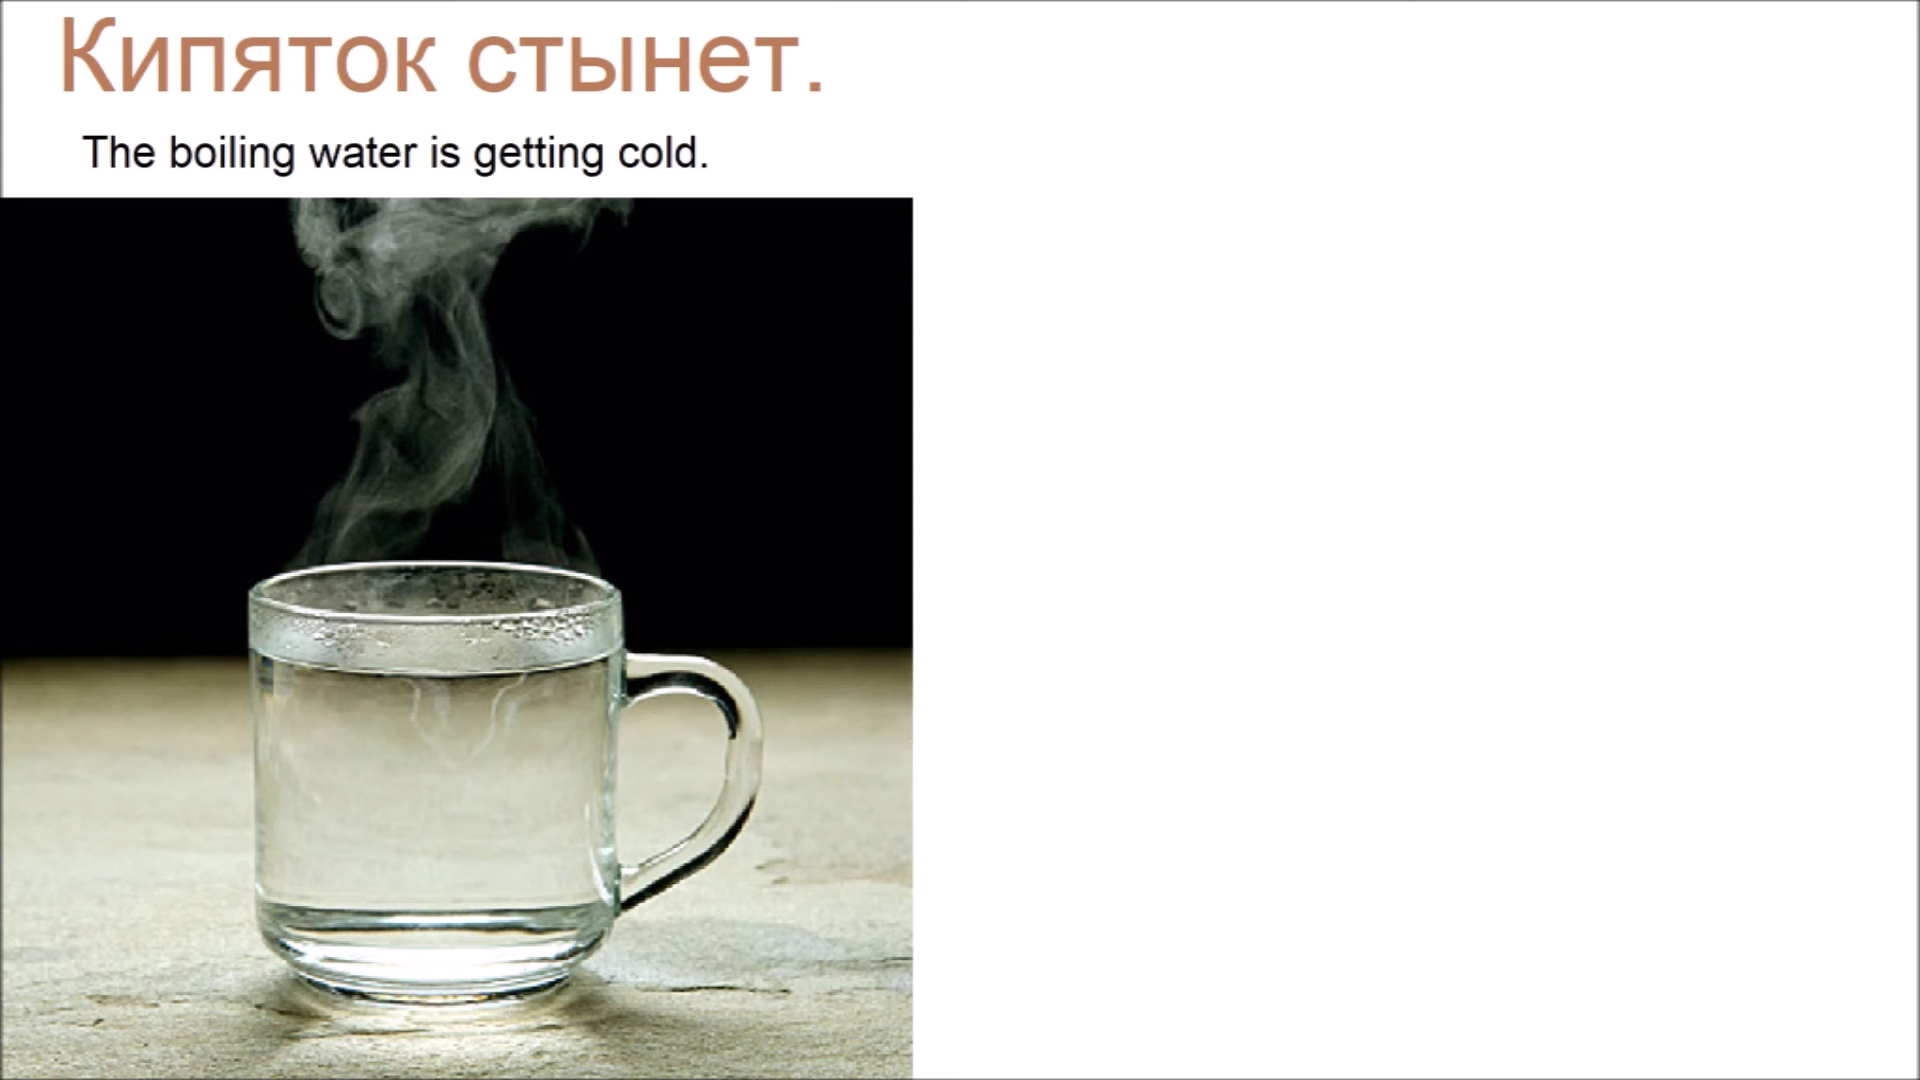 Кипяток стынет.
The boiling water is getting cold.